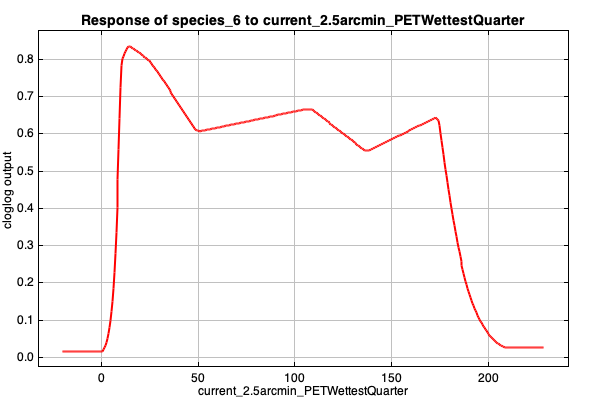 Response of species_6 to current_2.5arcmin_PETWettestQuarter
cloglog output
0.8
0.7
0.6
0.5
0.4
0.3
0.2
0.1
0.0
0 50 100 150 200
current_2.5arcmin_PETWettestQuarter